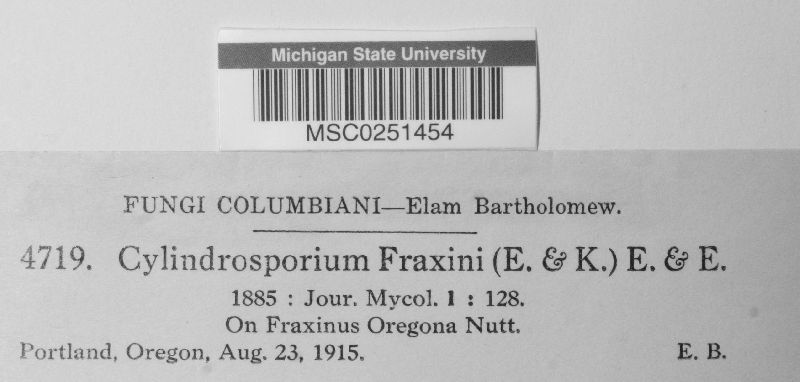 Michigan State University
MSC0251454
FUNGI COLUMBIANI—Elam Bartholomew.
4719. Cylindrosporium Fraxini (E. & K.) E. & E.
1885 : Jour. Mycol. 1 : 128.
On Fraxinus Oregona Nutt.
Portland, Oregon, Aug. 23, 1915. E. B.